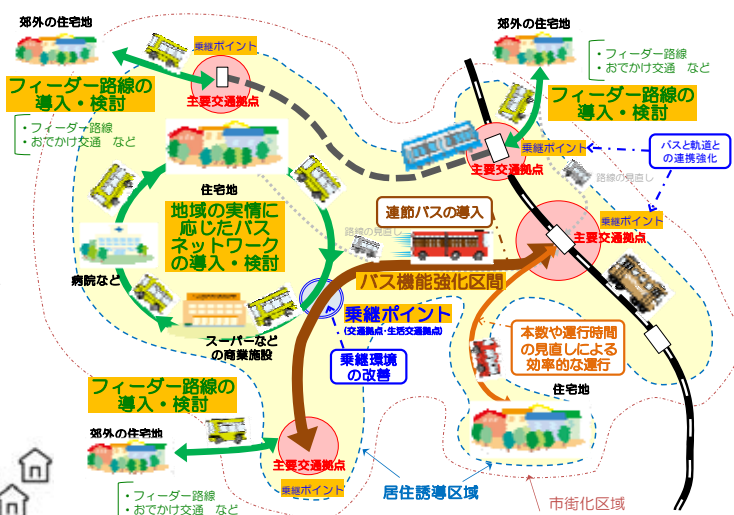 郊外の住宅地
乗継ポイント
フィーダー路線の
導入・検討
主要交通拠点
・フィーダー路線
・おでかけ交通 など
郊外の住宅地
・フィーダー路線
・おでかけ交通 など
フィーダー路線の
導入・検討
乗継ポイント
主要交通拠点
バスと軌道と
の連携強化
路線の見直し
住宅地
地域の実情に
応じたバス
ネットワーク
の導入・検討
連節バスの導入
路線の見直し
乗継ポイント
主要交通拠点
病院など
バス機能強化区間
乗継ポイント
(交通拠点・生活交通拠点)
スーパーなど
の商業施設
乗継環境
の改善
本数や運行時間
の見直しによる
効率的な運行
住宅地
フィーダー路線の
導入・検討
郊外の住宅地
主要交通拠点
乗継ポイント
居住誘導区域
市街化区域
・フィーダー路線
・おでかけ交通 など